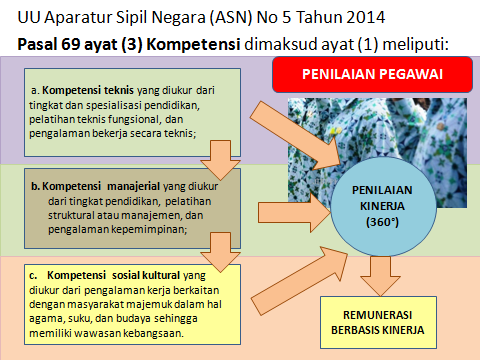 UU Aparatur Sipil Negara (ASN) No 5 Tahun 2014
Pasal 69 ayat (3) Kompetensi dimaksud ayat (1) meliputi:
PENILAIAN PEGAWAI
a. Kompetensi teknis yang diukur dari
tingkat dan spesialisasi pendidikan,
pelatihan teknis fungsional, dan
pengalaman bekerja secara teknis;
b. Kompetensi manajerial yang diukur
dari tingkat pendidikan, pelatihan
struktural atau manajemen, dan
pengalaman kepemimpinan;
c. Kompetensi sosial kultural yang
diukur dari pengalaman kerja berkaitan
dengan masyarakat majemuk dalam hal
agama, suku, dan budaya sehingga
memiliki wawasan kebangsaan.
PENILAIAN
KINERJA
(360°)
REMUNERASI
BERBASIS KINERJA